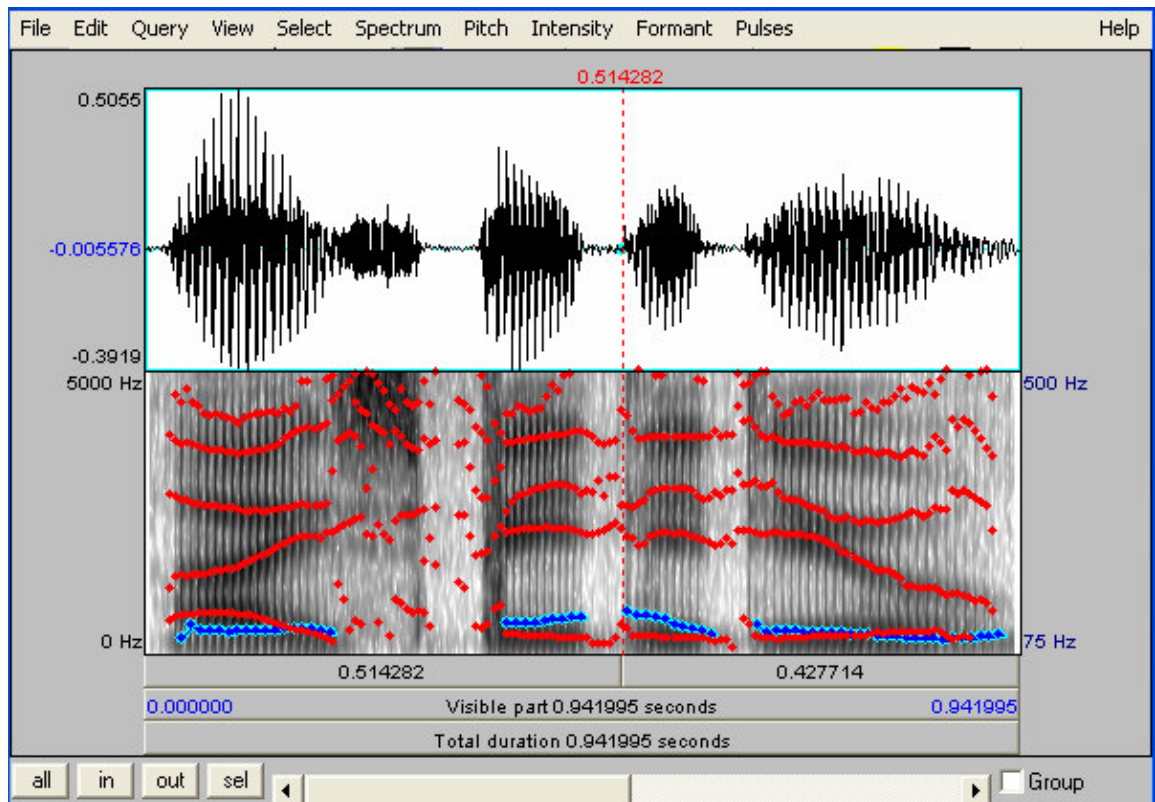 File Edit Query View Select Spectrum Pitch Intensity Formant Pulses Help
0.514282
0.5055
-0.005576
-0.3919
5000 Hz 500 Hz
0 Hz 75 Hz
0.514282 0.427714
0.000000 Visible part 0.941995 seconds 0.941995
Total duration 0.941995 seconds
all in out sel Group